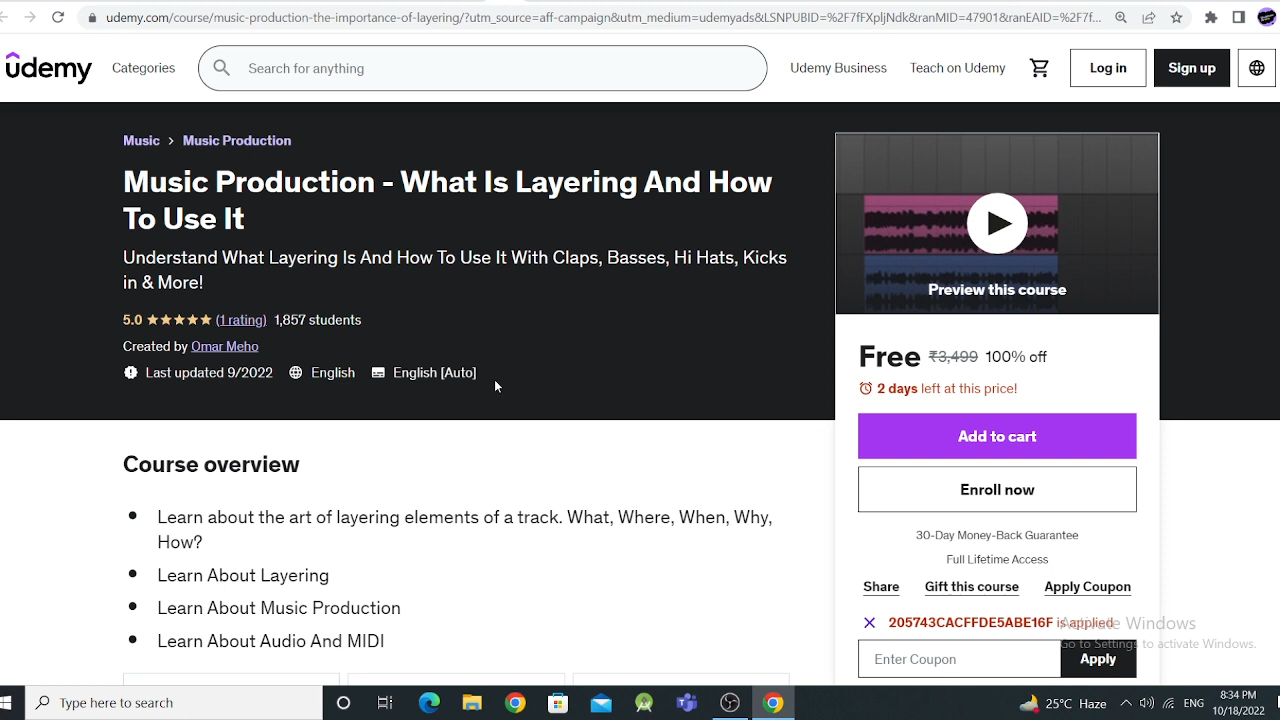 udemy.com/course/music-production-the-importance-of-layering/?utm_source=aff-campaign&utm_medium=udemyads&LSNPUBID=%2F7fFXpljNdk&ranMID=47901&ranEAID=%2F7f...
ûdemy Categories Search for anything Udemy Business Teach on Udemy Log in Sign up
Music > Music Production
Music Production - What Is Layering And How
To Use It
Understand What Layering Is And How To Use It With Claps, Basses, Hi Hats, Kicks
in & More!
5.0 ★★★★★ (1 rating) 1,857 students
Created by Omar Meho
Last updated 9/2022 English English [Auto]
Preview this course
Free ₹3,499 100% off
2 days left at this price!
Add to cart
Enroll now
30-Day Money-Back Guarantee
Full Lifetime Access
Share Gift this course Apply Coupon
205743CACFFDE5ABE16F is applied
Enter Coupon Apply
Course overview
• Learn about the art of layering elements of a track. What, Where, When, Why,
How?
• Learn About Layering
• Learn About Music Production
• Learn About Audio And MIDI
Activate Windows
Go to Settings to activate Windows.
Type here to search
25°C Haze ENG
8:34 PM
10/18/2022